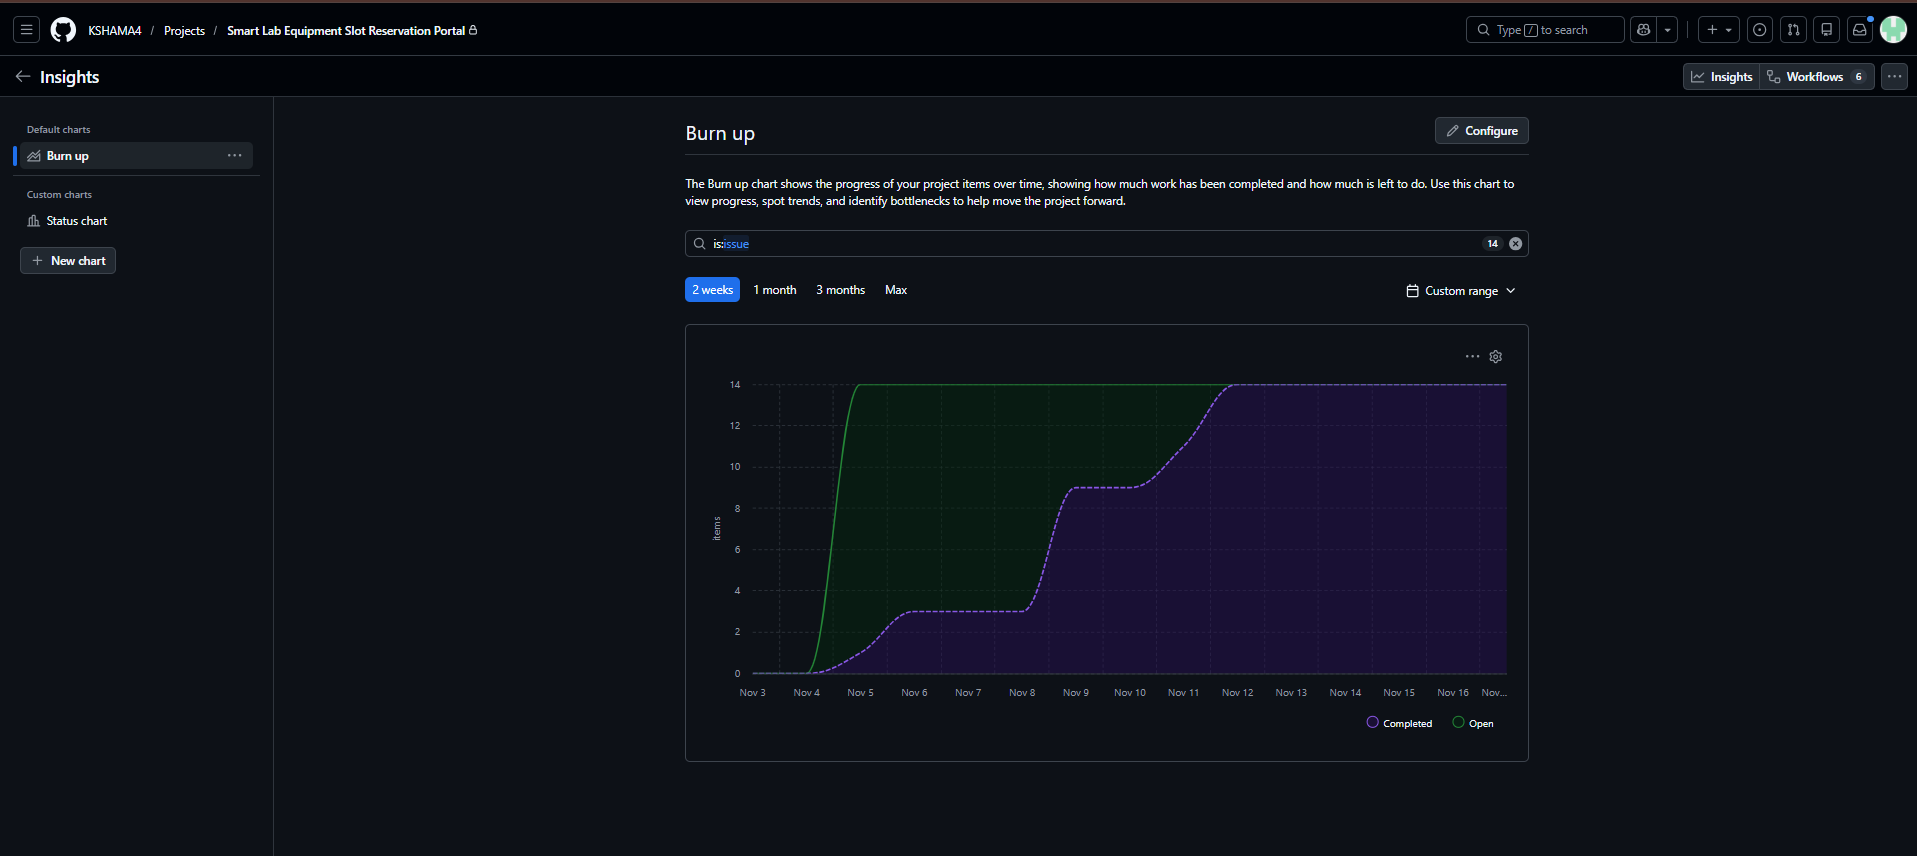 KSHAMA4 / Projects / Smart Lab Equipment Slot Reservation Portal
Type / to search
Insights
Insights
Workflows 6
Default charts
Burn up
Custom charts
Status chart
New chart
Burn up
Configure
The Burn up chart shows the progress of your project items over time, showing how much work has been completed and how much is left to do. Use this chart to
view progress, spot trends, and identify bottlenecks to help move the project forward.
is:issue
14
2 weeks
1 month
3 months
Max
Custom range
14
12
10
8
6
4
2
0
items
Nov 3
Nov 4
Nov 5
Nov 6
Nov 7
Nov 8
Nov 9
Nov 10
Nov 11
Nov 12
Nov 13
Nov 14
Nov 15
Nov 16
Nov...
Completed
Open